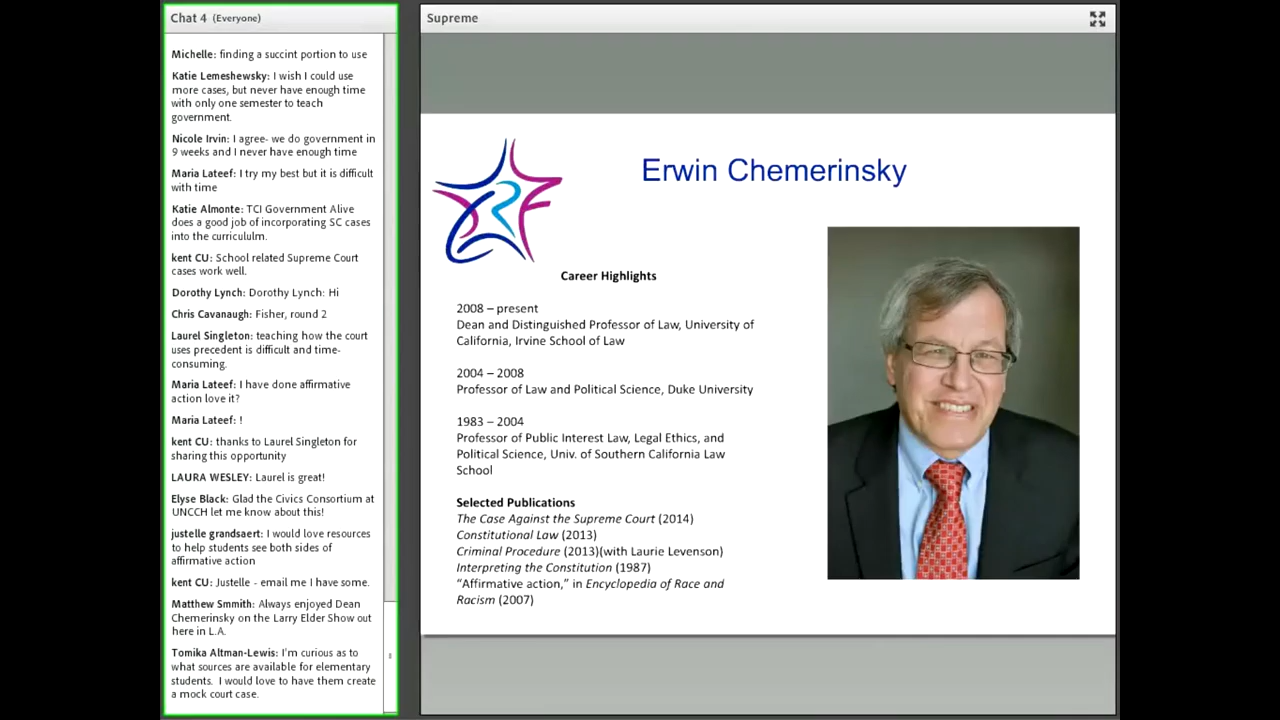 Chat 4 (Everyone)
Michelle: finding a succint portion to use
Katie Lemeshewsky: I wish I could use
more cases, but never have enough time
with only one semester to teach
government.
Nicole Irvin: I agree- we do government in
9 weeks and I never have enough time
Maria Lateef: I try my best but it is difficult
with time
Katie Almonte: TCI Government Alive
does a good job of incorporating SC cases
into the curricululm.
kent CU: School related Supreme Court
cases work well.
Dorothy Lynch: Dorothy Lynch: Hi
Chris Cavanaugh: Fisher, round 2
Laurel Singleton: teaching how the court
uses precedent is difficult and time-
consuming.
Maria Lateef: I have done affirmative
action love it?
Maria Lateef: !
kent CU: thanks to Laurel Singleton for
sharing this opportunity
LAURA WESLEY: Laurel is great!
Elyse Black: Glad the Civics Consortium at
UNCCH let me know about this!
justelle grandsaert: I would love resources
to help students see both sides of
affirmative action
kent CU: Justelle - email me I have some.
Matthew Smmith: Always enjoyed Dean
Chemerinsky on the Larry Elder Show out
here in L.A.
Tomika Altman-Lewis: I'm curious as to
what sources are available for elementary
students. I would love to have them create
a mock court case.
Supreme
CRF
Erwin Chemerinsky
Career Highlights
2008 – present
Dean and Distinguished Professor of Law, University of
California, Irvine School of Law
2004 – 2008
Professor of Law and Political Science, Duke University
1983 – 2004
Professor of Public Interest Law, Legal Ethics, and
Political Science, Univ. of Southern California Law
School
Selected Publications
The Case Against the Supreme Court (2014)
Constitutional Law (2013)
Criminal Procedure (2013)(with Laurie Levenson)
Interpreting the Constitution (1987)
“Affirmative action,” in Encyclopedia of Race and
Racism (2007)